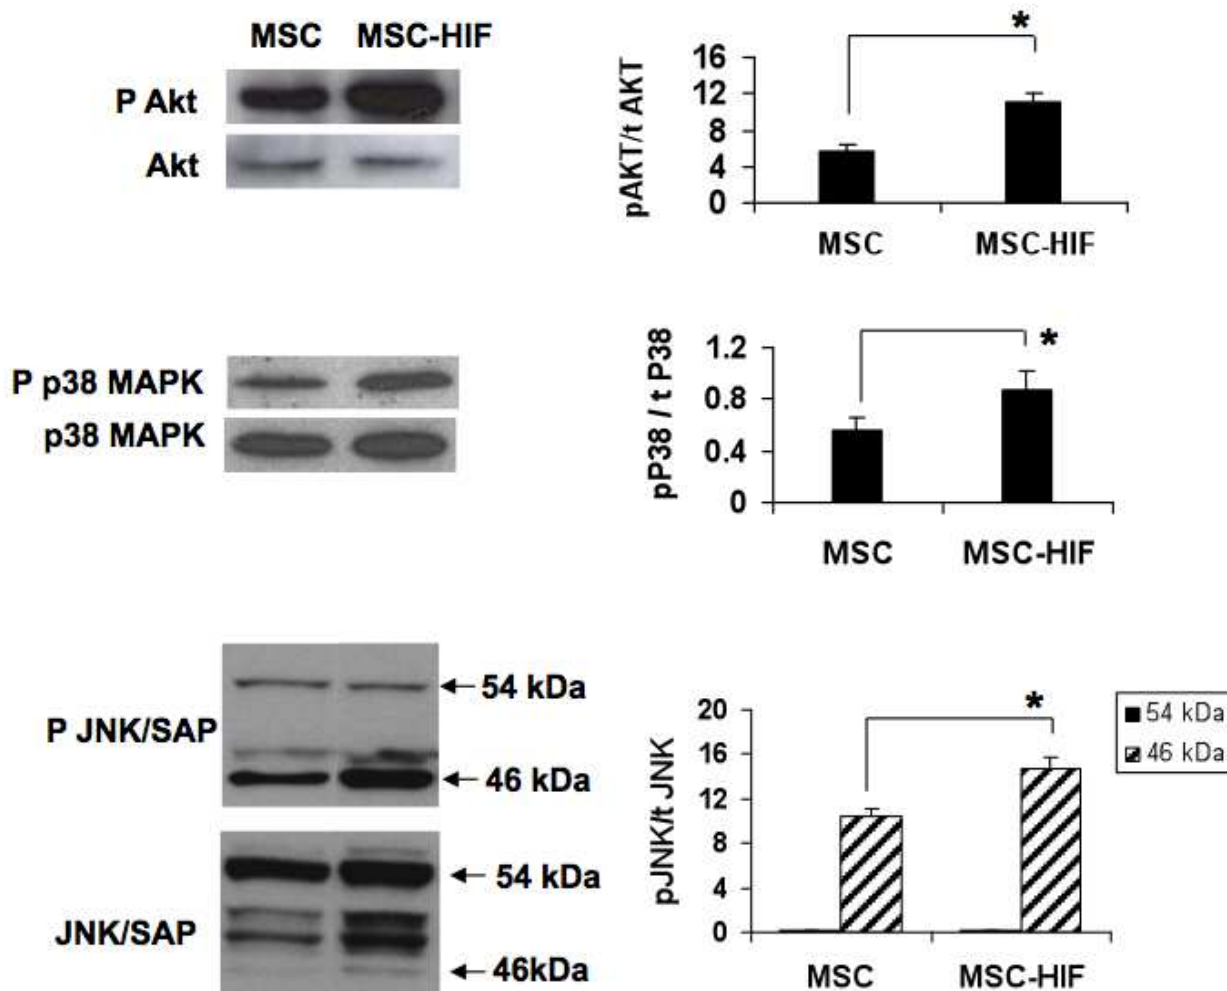 MSC MSC-HIF
P Akt
Akt
*
pAKT/t AKT
16
12
8
4
0
MSC MSC-HIF
P p38 MAPK
p38 MAPK
*
pP38 / t P38
1.2
0.8
0.4
0
MSC MSC-HIF
P JNK/SAP
54 kDa
46 kDa
JNK/SAP
54 kDa
46kDa
*
pJNK/t JNK
20
16
12
8
4
0
MSC MSC-HIF
54 kDa
46 kDa